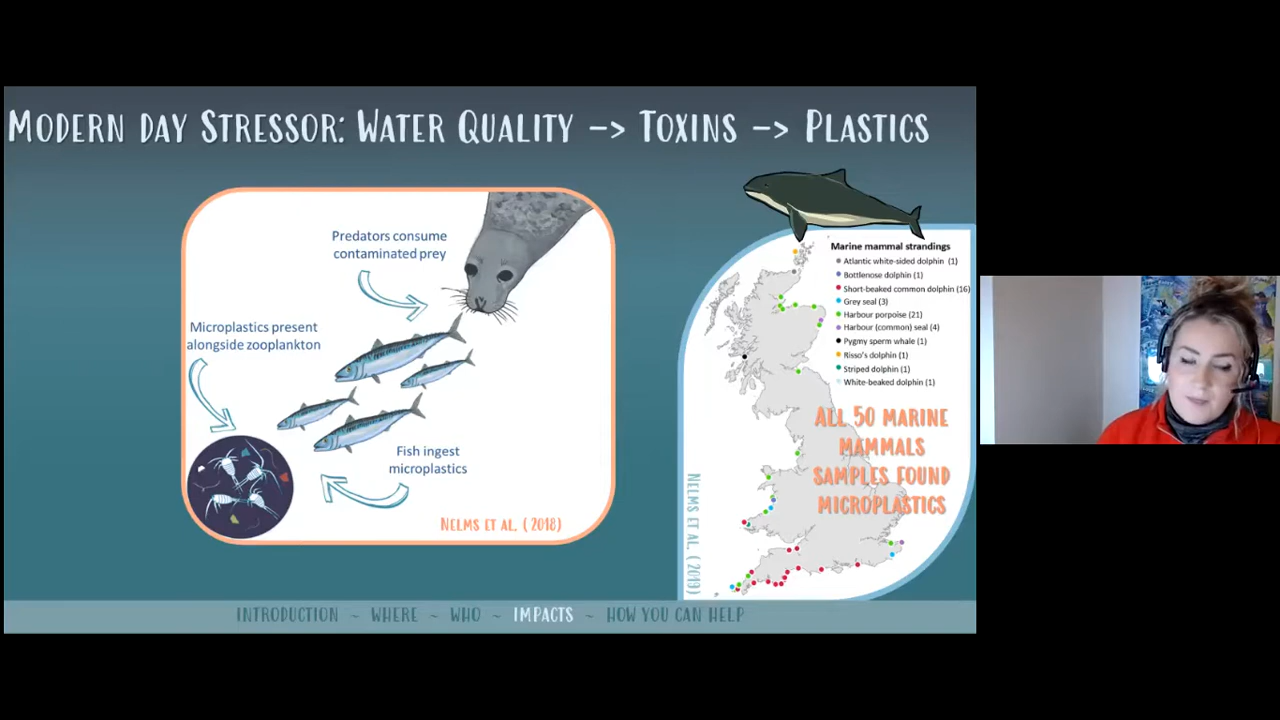 MODERN DAY STRESSOR: WATER QUALITY -> TOXINS -> PLASTICS
Predators consume
contaminated prey
Microplastics present
alongside zooplankton
Fish ingest
microplastics
NELMS ET AL. (2018)
Marine mammal strandings
Atlantic white-sided dolphin (1)
Bottlenose dolphin (1)
Short-beaked common dolphin (16)
Grey seal (3)
Harbour porpoise (21)
Harbour (common) seal (4)
Pygmy sperm whale (1)
Risso's dolphin (1)
Striped dolphin (1)
White-beaked dolphin (1)
ALL 50 MARINE
MAMMALS
SAMPLES FOUND
MICROPLASTICS
NELMS ET AL. (2019)
INTRODUCTION ~ WHERE ~ WHO ~ IMPACTS ~ HOW YOU CAN HELP